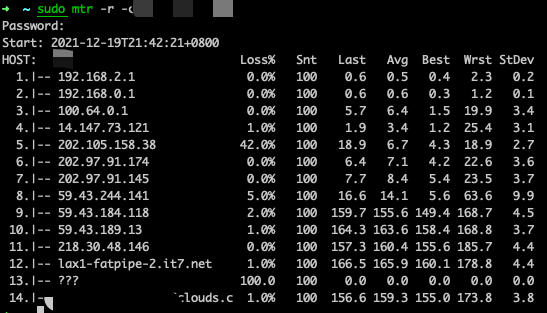 ➜ ~ sudo mtr -r -c
Password:
Start: 2021-12-19T21:42:21+0800
HOST: Loss% Snt Last Avg Best Wrst StDev
1.|-- 192.168.2.1 0.0% 100 0.6 0.5 0.4 2.3 0.2
2.|-- 192.168.0.1 0.0% 100 0.6 0.6 0.3 1.2 0.1
3.|-- 100.64.0.1 0.0% 100 5.7 6.4 1.5 19.9 3.4
4.|-- 14.147.73.121 1.0% 100 1.9 3.4 1.2 25.4 3.1
5.|-- 202.105.158.38 42.0% 100 18.9 6.7 4.3 18.9 2.7
6.|-- 202.97.91.174 0.0% 100 6.4 7.1 4.2 22.6 3.6
7.|-- 202.97.91.145 0.0% 100 7.7 8.4 5.4 23.5 3.7
8.|-- 59.43.244.141 5.0% 100 16.6 14.1 5.6 63.6 9.9
9.|-- 59.43.184.118 2.0% 100 159.7 155.6 149.4 168.7 4.5
10.|-- 59.43.189.13 1.0% 100 164.3 163.6 158.4 168.8 3.7
11.|-- 218.30.48.146 0.0% 100 157.3 160.4 155.6 185.7 4.4
12.|-- lax1-fatpipe-2.it7.net 1.0% 100 166.5 165.9 160.1 178.8 4.4
13.|-- ??? 100.0 100 0.0 0.0 0.0 0.0 0.0
14.|- clouds.c 1.0% 100 156.6 159.3 155.0 173.8 3.8